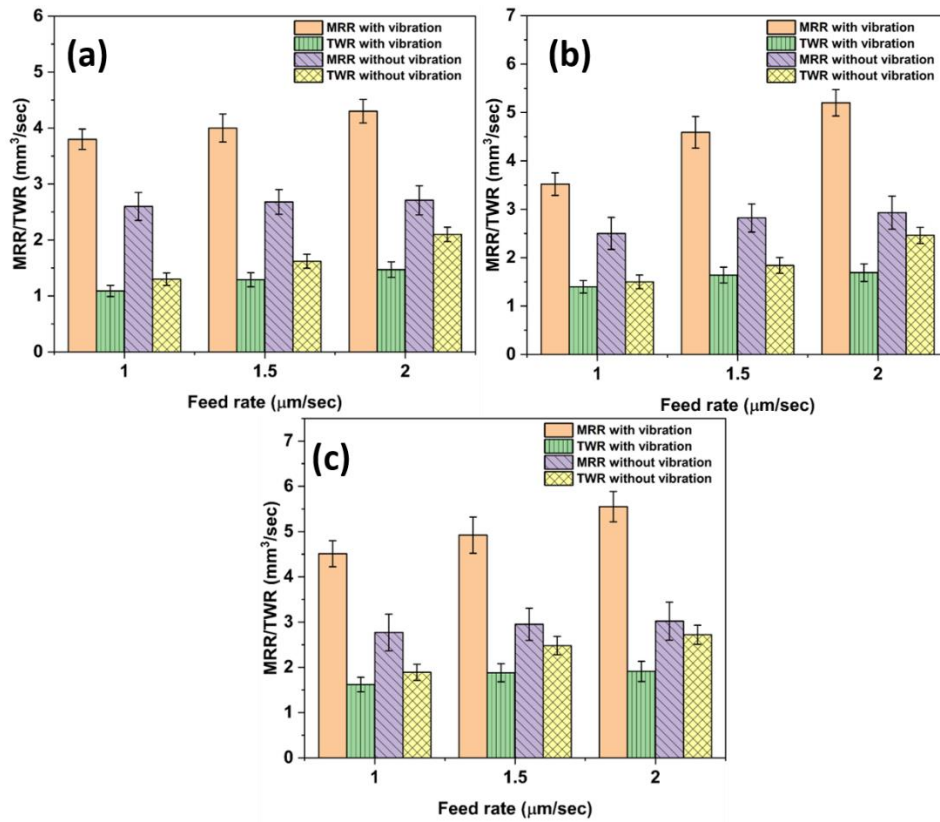 (a)
MRR with vibration
TWR with vibration
MRR without vibration
TWR without vibration
6
5
4
3
2
1
0
MRR/TWR (mm³/sec)
1 1.5 2
Feed rate (μm/sec)
(b)
MRR with vibration
TWR with vibration
MRR without vibration
TWR without vibration
7
6
5
4
3
2
1
0
MRR/TWR (mm³/sec)
1 1.5 2
Feed rate (μm/sec)
(c)
MRR with vibration
TWR with vibration
MRR without vibration
TWR without vibration
7
6
5
4
3
2
1
0
MRR/TWR (mm³/sec)
1 1.5 2
Feed rate (μm/sec)